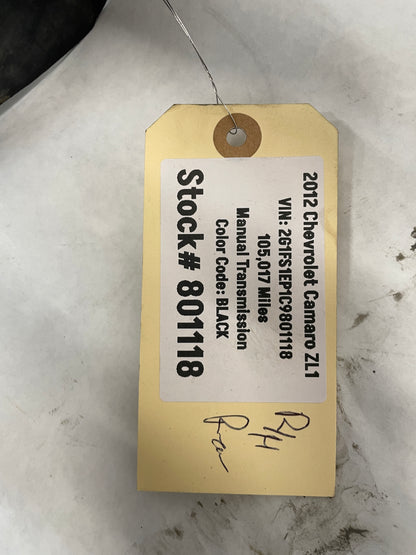 2012 Chevrolet Camaro ZL1
VIN: 2G1FS1EP1C9801118
105,017 Miles
Manual Transmission
Color Code: BLACK
Stock# 801118
R/H